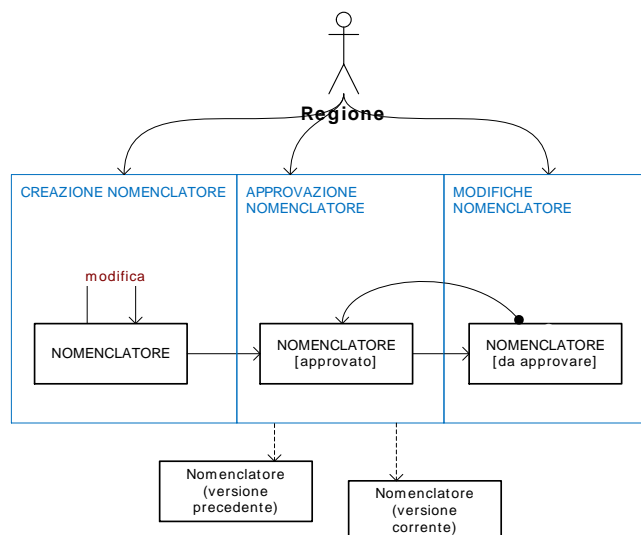 Regione
CREAZIONE NOMENCLATORE
APPROVAZIONE
NOMENCLATORE
MODIFICHE
NOMENCLATORE
modifica
NOMENCLATORE
NOMENCLATORE
[approvato]
NOMENCLATORE
[da approvare]
Nomenclatore
(versione
precedente)
Nomenclatore
(versione
corrente)